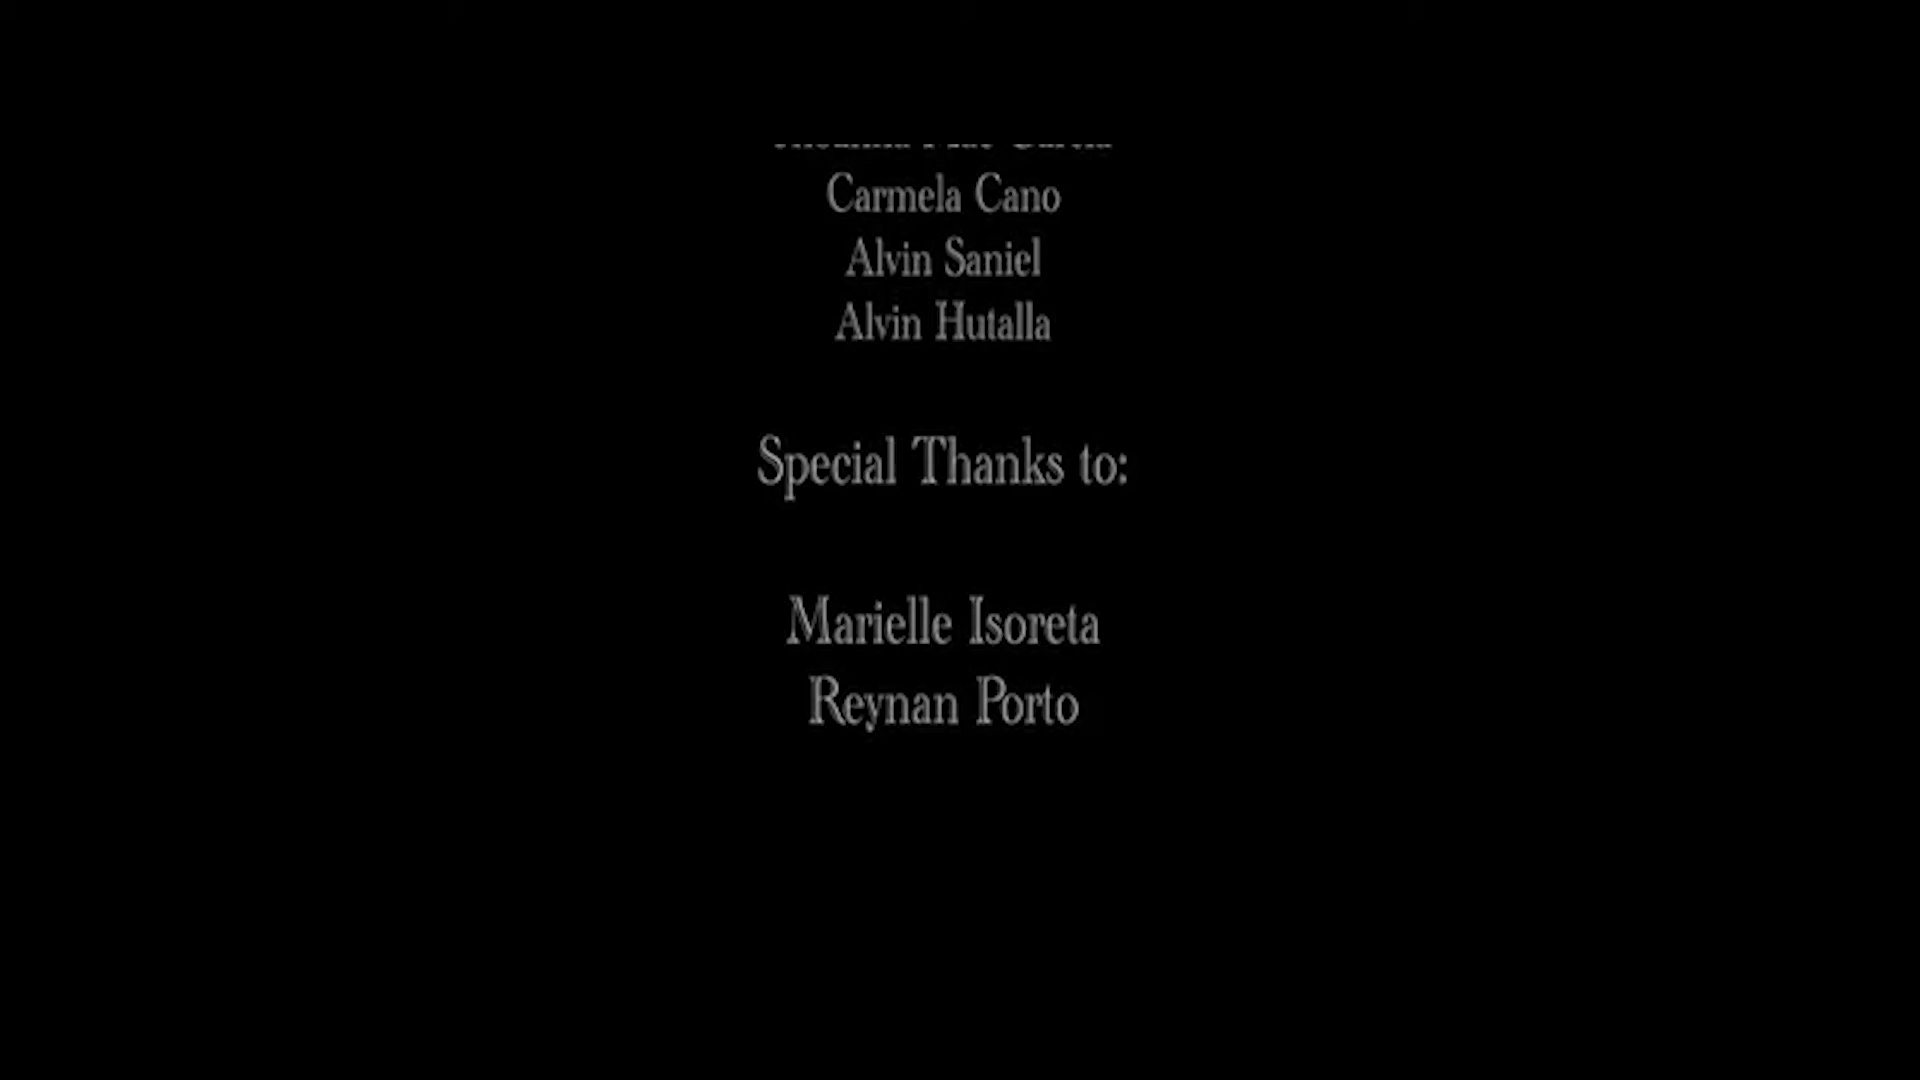 Carmela Cano
Alvin Saniel
Alvin Hutalla
Special Thanks to:
Marielle Isoreta
Reynan Porto